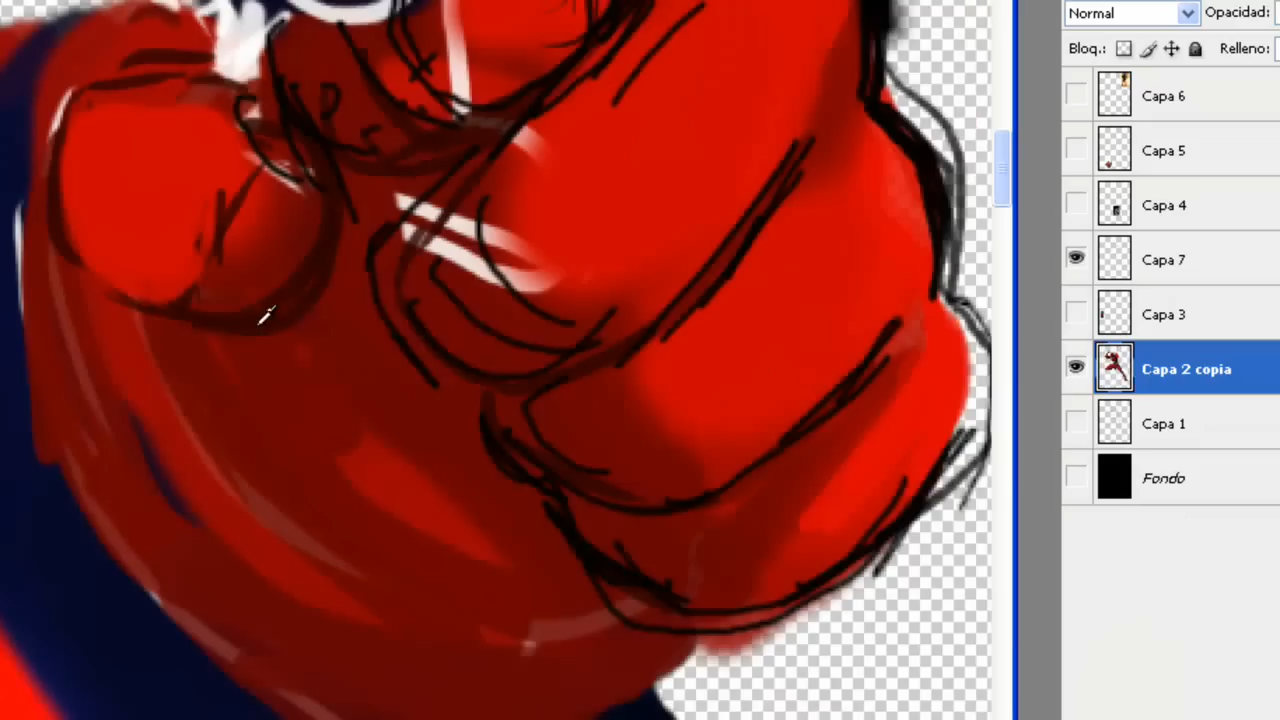 Normal Opacidad:
Bloq.: Relleno:
Capa 6
Capa 5
Capa 4
Capa 7
Capa 3
Capa 2 copia
Capa 1
Fondo